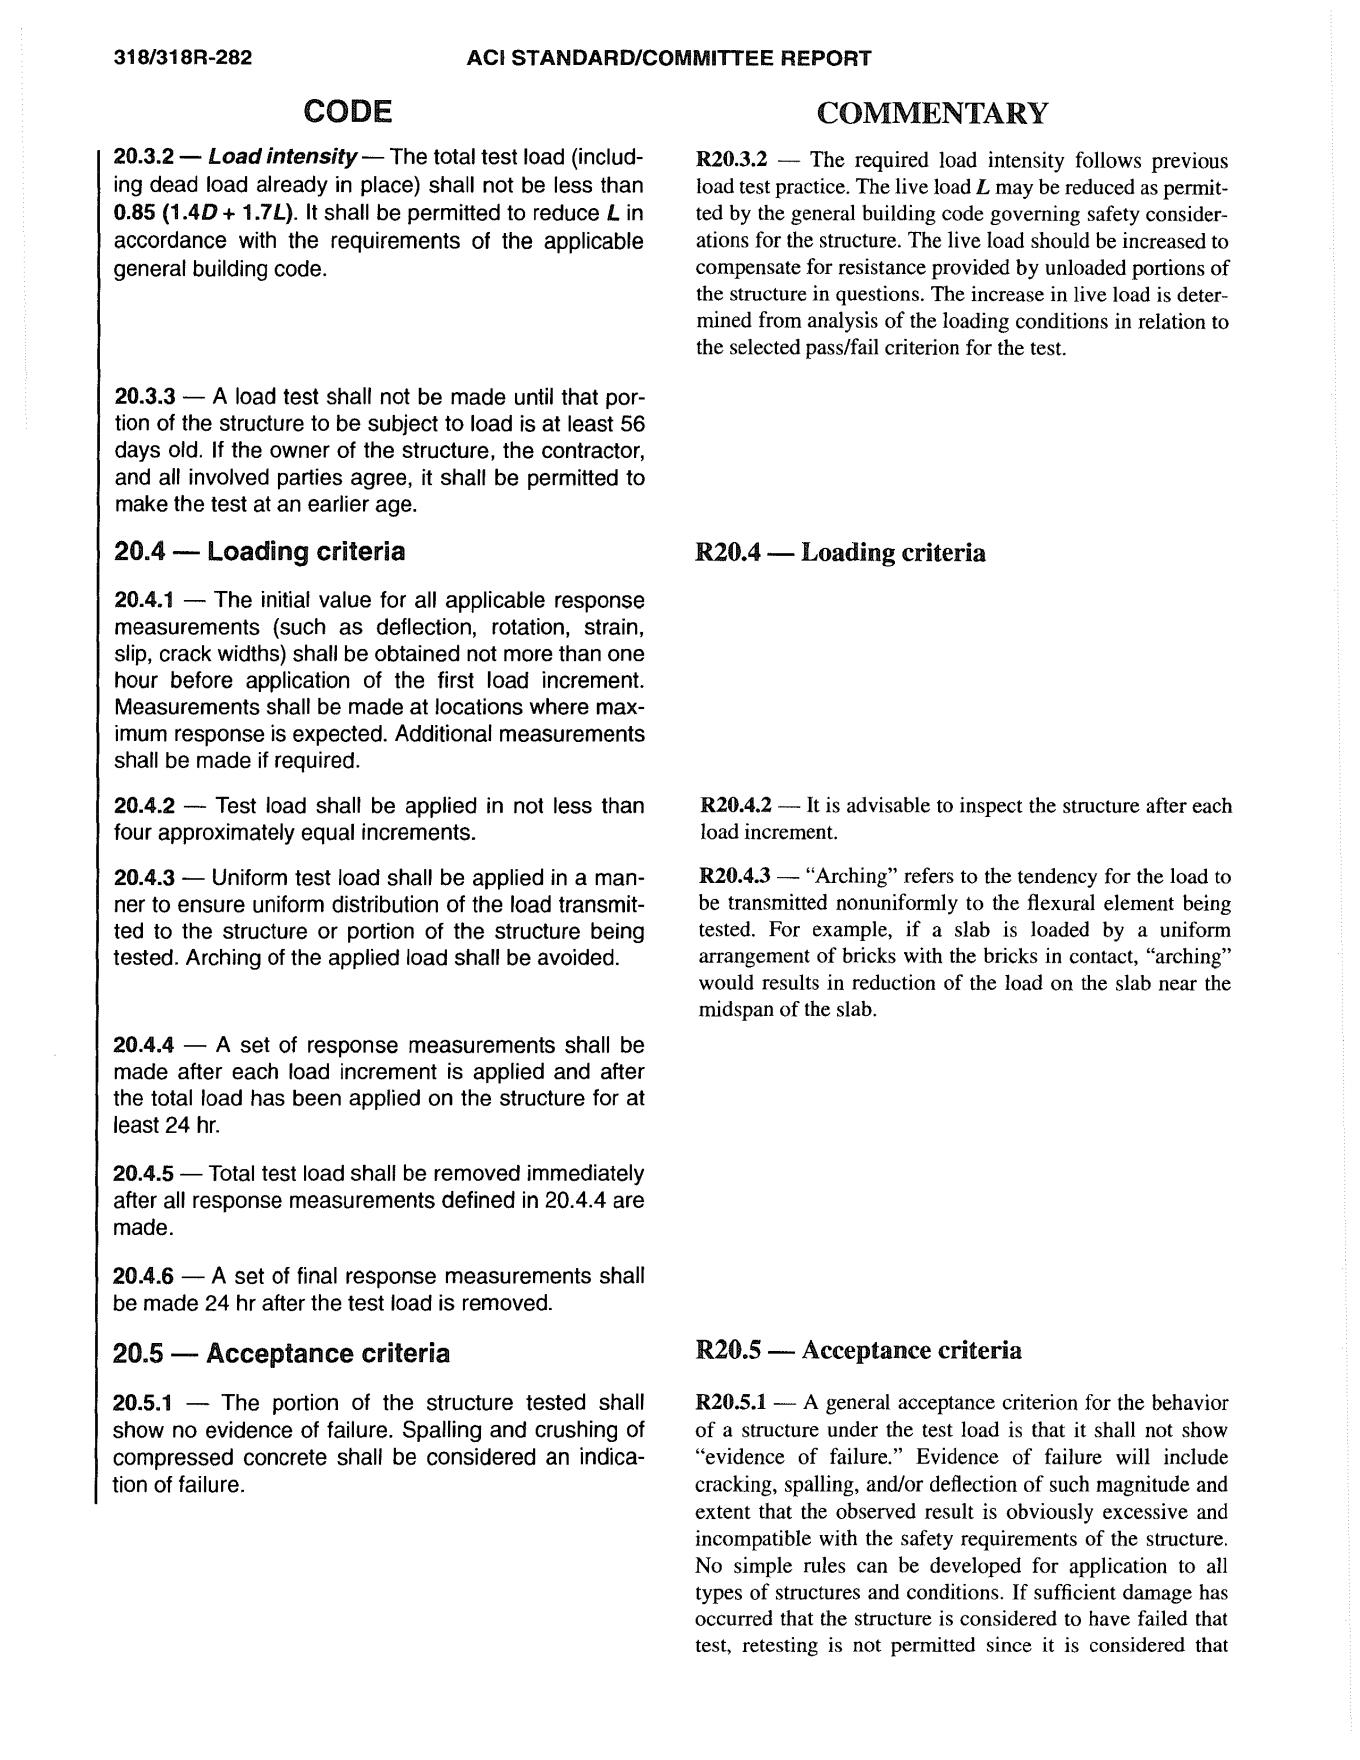 318/318R-282
ACI STANDARD/COMMITTEE REPORT
CODE
20.3.2 — Load intensity — The total test load (includ-
ing dead load already in place) shall not be less than
0.85 (1.4D + 1.7L). It shall be permitted to reduce L in
accordance with the requirements of the applicable
general building code.
20.3.3 — A load test shall not be made until that por-
tion of the structure to be subject to load is at least 56
days old. If the owner of the structure, the contractor,
and all involved parties agree, it shall be permitted to
make the test at an earlier age.
20.4 — Loading criteria
20.4.1 — The initial value for all applicable response
measurements (such as deflection, rotation, strain,
slip, crack widths) shall be obtained not more than one
hour before application of the first load increment.
Measurements shall be made at locations where max-
imum response is expected. Additional measurements
shall be made if required.
20.4.2 — Test load shall be applied in not less than
four approximately equal increments.
20.4.3 — Uniform test load shall be applied in a man-
ner to ensure uniform distribution of the load transmit-
ted to the structure or portion of the structure being
tested. Arching of the applied load shall be avoided.
20.4.4 — A set of response measurements shall be
made after each load increment is applied and after
the total load has been applied on the structure for at
least 24 hr.
20.4.5 — Total test load shall be removed immediately
after all response measurements defined in 20.4.4 are
made.
20.4.6 — A set of final response measurements shall
be made 24 hr after the test load is removed.
20.5 — Acceptance criteria
20.5.1 — The portion of the structure tested shall
show no evidence of failure. Spalling and crushing of
compressed concrete shall be considered an indica-
tion of failure.
COMMENTARY
R20.3.2 — The required load intensity follows previous
load test practice. The live load L may be reduced as permit-
ted by the general building code governing safety consider-
ations for the structure. The live load should be increased to
compensate for resistance provided by unloaded portions of
the structure in questions. The increase in live load is deter-
mined from analysis of the loading conditions in relation to
the selected pass/fail criterion for the test.
R20.4 — Loading criteria
R20.4.2 — It is advisable to inspect the structure after each
load increment.
R20.4.3 — “Arching” refers to the tendency for the load to
be transmitted nonuniformly to the flexural element being
tested. For example, if a slab is loaded by a uniform
arrangement of bricks with the bricks in contact, “arching”
would results in reduction of the load on the slab near the
midspan of the slab.
R20.5 — Acceptance criteria
R20.5.1 — A general acceptance criterion for the behavior
of a structure under the test load is that it shall not show
“evidence of failure.” Evidence of failure will include
cracking, spalling, and/or deflection of such magnitude and
extent that the observed result is obviously excessive and
incompatible with the safety requirements of the structure.
No simple rules can be developed for application to all
types of structures and conditions. If sufficient damage has
occurred that the structure is considered to have failed that
test, retesting is not permitted since it is considered that